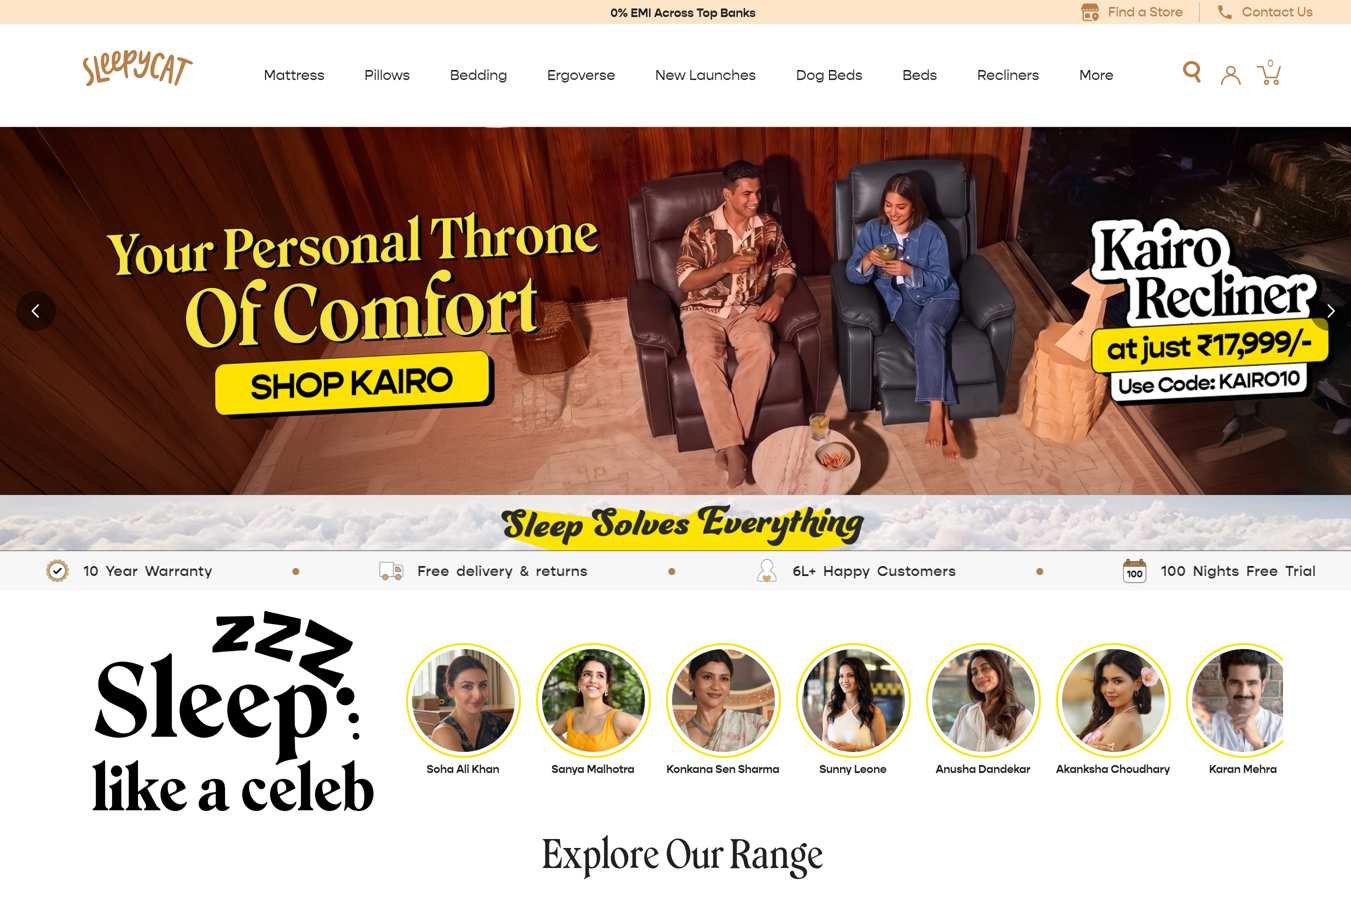 0% EMI Across Top Banks
Find a Store
Contact Us
SLEEPYCAT
Mattress
Pillows
Bedding
Ergoverse
New Launches
Dog Beds
Beds
Recliners
More
0
Your Personal Throne
Of Comfort
SHOP KAIRO
Kairo
Recliner
at just ₹17,999/-
Use Code: KAIRO10
Sleep Solves Everything
10 Year Warranty
Free delivery & returns
6L+ Happy Customers
100
100 Nights Free Trial
zzz
Sleep
like a celeb
Soha Ali Khan
Sanya Malhotra
Konkana Sen Sharma
Sunny Leone
Anusha Dandekar
Akanksha Choudhary
Karan Mehra
Explore Our Range